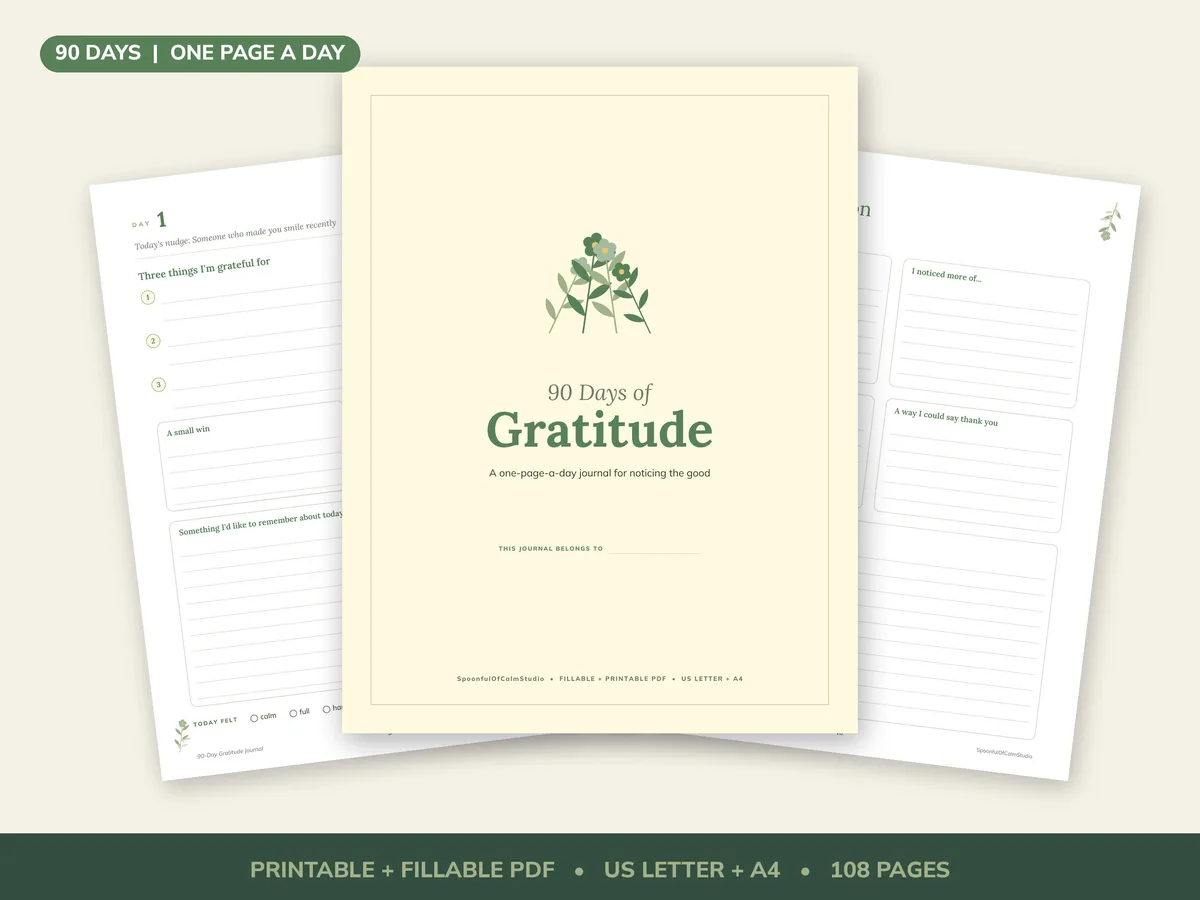 90 DAYS | ONE PAGE A DAY
DAY 1
Today's nudge: Someone who made you smile recently
Three things I'm grateful for
1
2
3
A small win
Something I'd like to remember about today
TODAY FELT calm full
90-Day Gratitude Journal
90 Days of
Gratitude
A one-page-a-day journal for noticing the good
THIS JOURNAL BELONGS TO
SpoonfulOfCalmStudio • FILLABLE + PRINTABLE PDF • US LETTER + A4
I noticed more of...
A way I could say thank you
SpoonfulOfCalmStudio
PRINTABLE + FILLABLE PDF • US LETTER + A4 • 108 PAGES